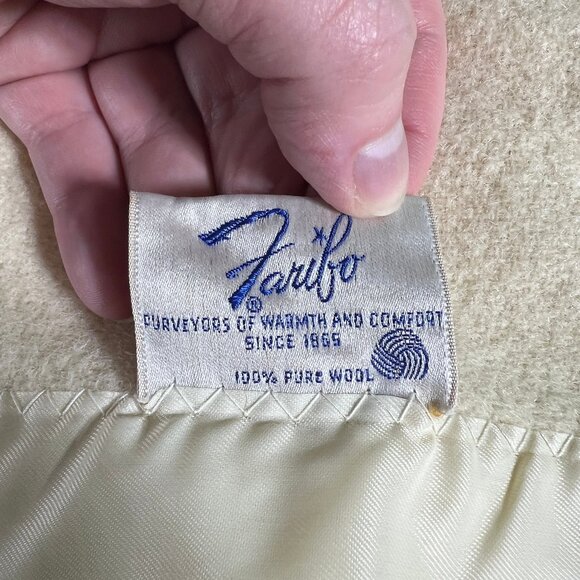 Faribo
®
PURVEYORS OF WARMTH AND COMFORT
SINCE 1865
100% PURE WOOL